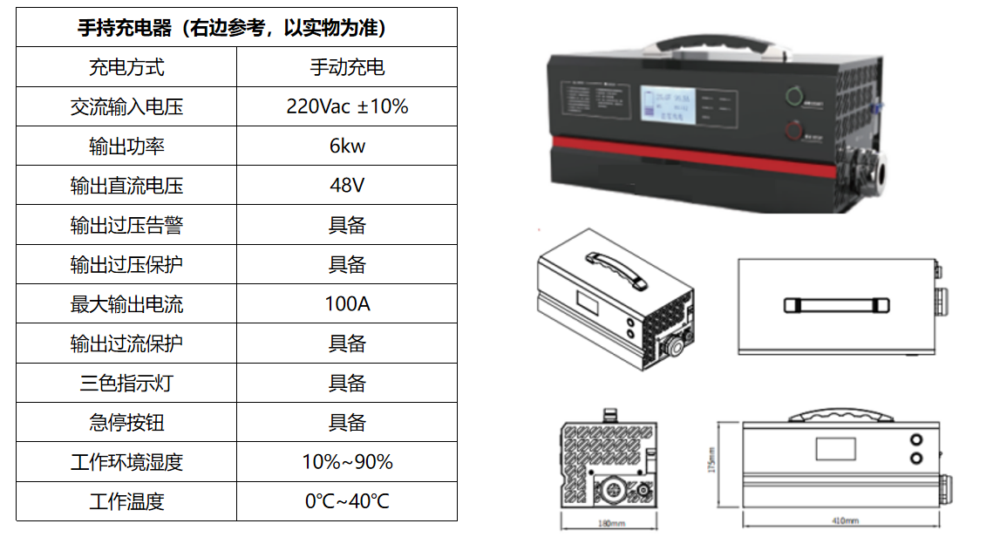 手持充电器（右边参考，以实物为准）
充电方式 手动充电
交流输入电压 220Vac ±10%
输出功率 6kw
输出直流电压 48V
输出过压告警 具备
输出过压保护 具备
最大输出电流 100A
输出过流保护 具备
三色指示灯 具备
急停按钮 具备
工作环境湿度 10%~90%
工作温度 0℃~40℃
175mm
180mm
410mm